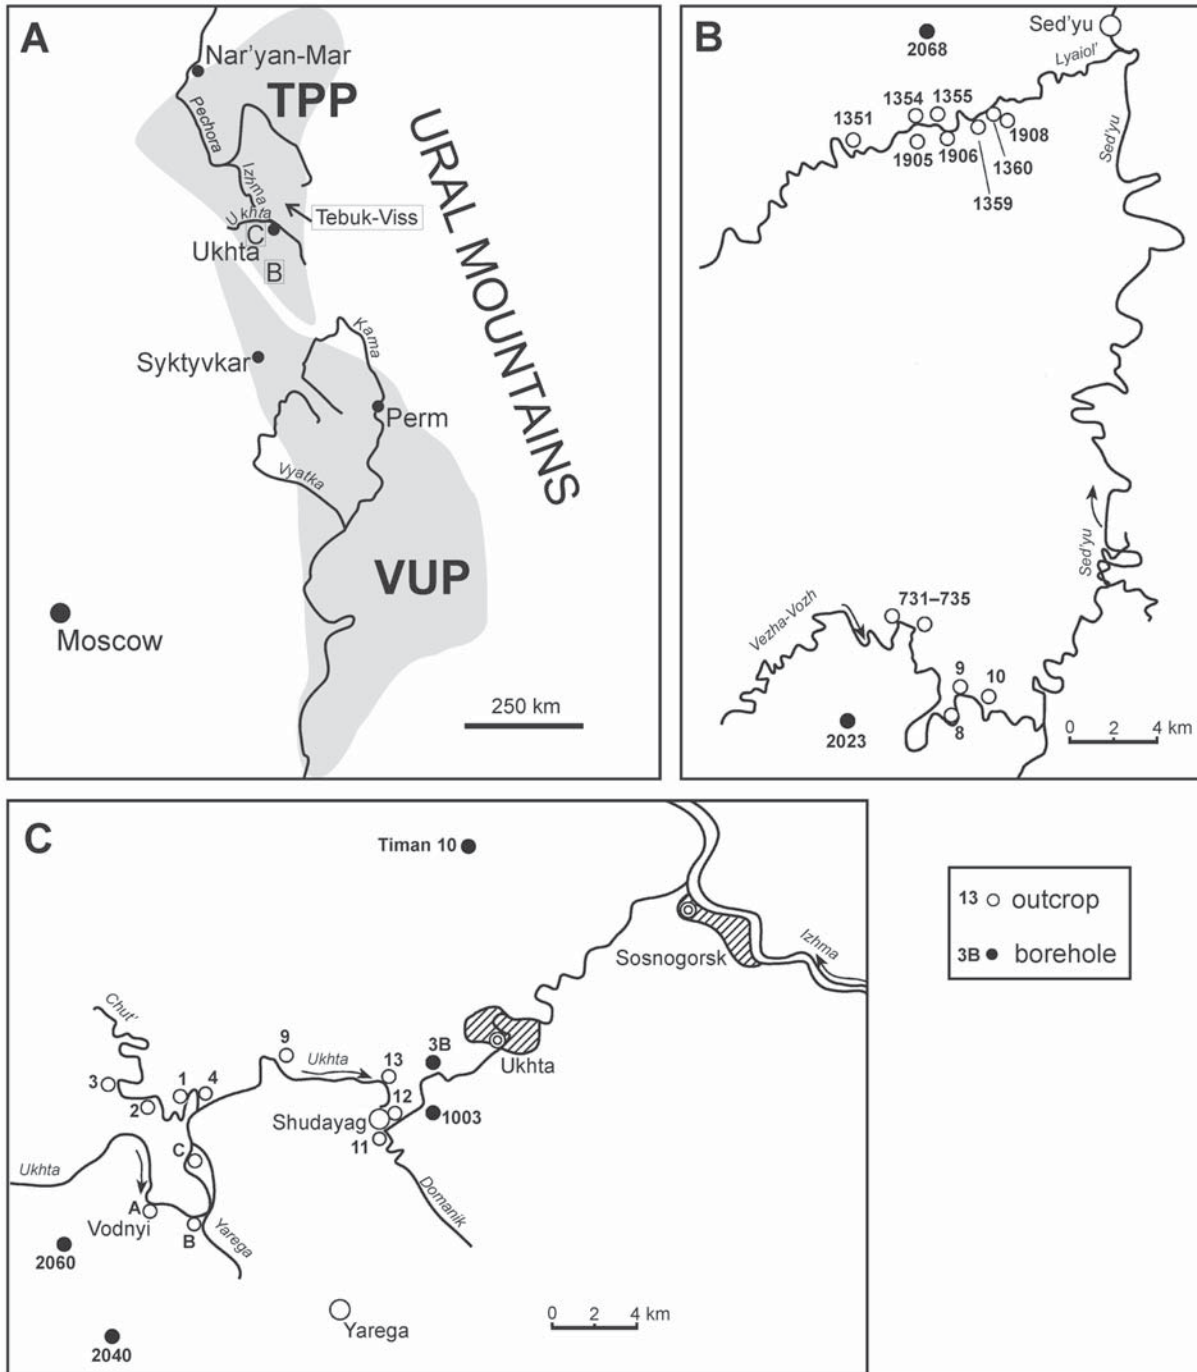 A
Nar'yan-Mar
TPP
Pechora
Izhma
Ukhta
Tebuk-Viss
C
Ukhta
B
URAL MOUNTAINS
Syktyvkar
Kama
Perm
Vyatka
VUP
Moscow
250 km
B
2068
Sed'yu
Lyaiol'
1354
1355
1351
1908
1905
1906
1360
1359
Sed'yu
Sed'yu
731–735
Vezha-Vozh
9
10
8
2023
0 2 4 km
C
Timan 10
Izhma
Sosnogorsk
Chut'
9
Ukhta
13
3B
Ukhta
3
1
4
2
12
1003
Shudayag
11
C
Ukhta
Domanik
A
Vodnyi
B
Yarega
2060
2040
Yarega
0 2 4 km
13 outcrop
3B borehole